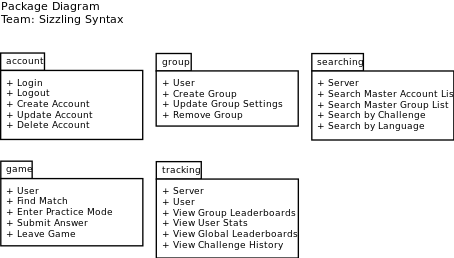 Package Diagram
Team: Sizzling Syntax
account
+ Login
+ Logout
+ Create Account
+ Update Account
+ Delete Account
group
+ User
+ Create Group
+ Update Group Settings
+ Remove Group
searching
+ Server
+ Search Master Account Lis
+ Search Master Group List
+ Search by Challenge
+ Search by Language
game
+ User
+ Find Match
+ Enter Practice Mode
+ Submit Answer
+ Leave Game
tracking
+ Server
+ User
+ View Group Leaderboards
+ View User Stats
+ View Global Leaderboards
+ View Challenge History